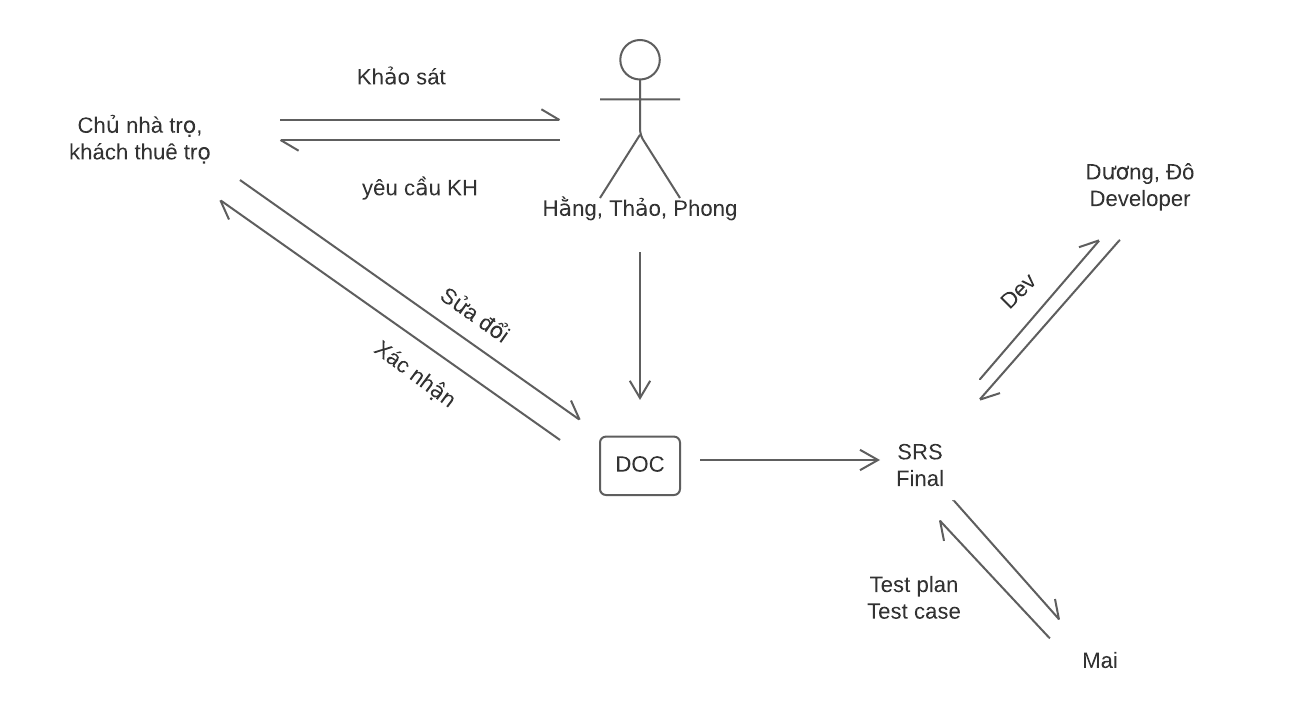 Khảo sát
Chủ nhà trọ,
khách thuê trọ
yêu cầu KH
Hằng, Thảo, Phong
Dương, Đô
Developer
Dev
Sửa đổi
Xác nhận
DOC
SRS
Final
Test plan
Test case
Mai